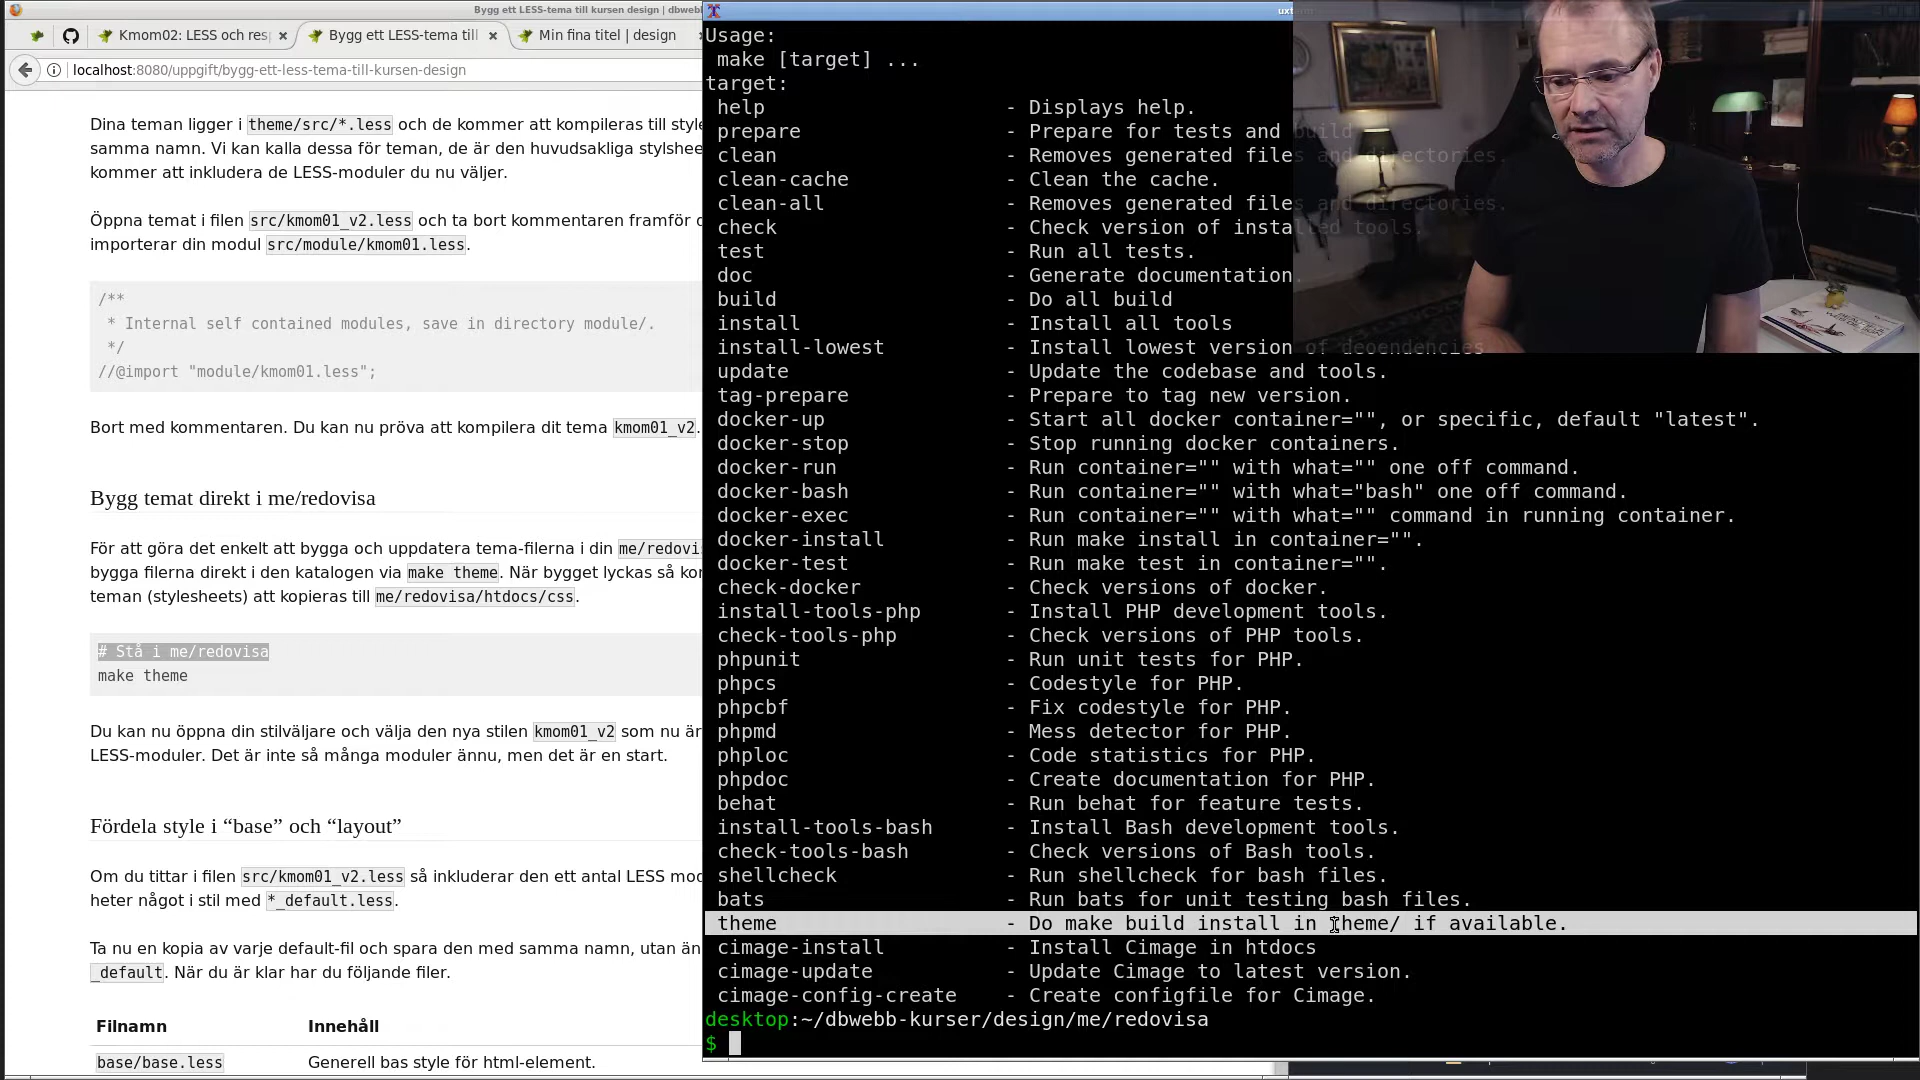 Bygg ett LESS-tema till kursen design | dbweb
Kmom02: LESS och res
Bygg ett LESS-tema till
Min fina titel | design
localhost:8080/uppgift/bygg-ett-less-tema-till-kursen-design
Dina teman ligger i theme/src/*.less och de kommer att kompileras till style
samma namn. Vi kan kalla dessa för teman, de är den huvudsakliga stylshee
kommer att inkludera de LESS-moduler du nu väljer.
Öppna temat i filen src/kmom01_v2.less och ta bort kommentaren framför
importerar din modul src/module/kmom01.less.
/**
* Internal self contained modules, save in directory module/.
*/
//@import "module/kmom01.less";
Bort med kommentaren. Du kan nu pröva att kompilera dit tema kmom01_v2.
Bygg temat direkt i me/redovisa
För att göra det enkelt att bygga och uppdatera tema-filerna i din me/redovis
bygga filerna direkt i den katalogen via make theme. När bygget lyckas så kor
teman (stylesheets) att kopieras till me/redovisa/htdocs/css.
# Stå i me/redovisa
make theme
Du kan nu öppna din stilväljare och välja den nya stilen kmom01_v2 som nu är
LESS-moduler. Det är inte så många moduler ännu, men det är en start.
Fördela style i “base” och “layout”
Om du tittar i filen src/kmom01_v2.less så inkluderar den ett antal LESS mod
heter något i stil med *_default.less.
Ta nu en kopia av varje default-fil och spara den med samma namn, utan än
_default. När du är klar har du följande filer.
Filnamn Innehåll
base/base.less Generell bas style för html-element.
Usage:
make [target] ...
target:
help - Displays help.
prepare - Prepare for tests and build
clean - Removes generated files and directories.
clean-cache - Clean the cache.
clean-all - Removes generated files and directories.
check - Check version of installed tools.
test - Run all tests.
doc - Generate documentation.
build - Do all build
install - Install all tools
install-lowest - Install lowest version of deoendencies
update - Update the codebase and tools.
tag-prepare - Prepare to tag new version.
docker-up - Start all docker container="", or specific, default "latest".
docker-stop - Stop running docker containers.
docker-run - Run container="" with what="" one off command.
docker-bash - Run container="" with what="bash" one off command.
docker-exec - Run container="" with what="" command in running container.
docker-install - Run make install in container="".
docker-test - Run make test in container="".
check-docker - Check versions of docker.
install-tools-php - Install PHP development tools.
check-tools-php - Check versions of PHP tools.
phpunit - Run unit tests for PHP.
phpcs - Codestyle for PHP.
phpcbf - Fix codestyle for PHP.
phpmd - Mess detector for PHP.
phploc - Code statistics for PHP.
phpdoc - Create documentation for PHP.
behat - Run behat for feature tests.
install-tools-bash - Install Bash development tools.
check-tools-bash - Check versions of Bash tools.
shellcheck - Run shellcheck for bash files.
bats - Run bats for unit testing bash files.
theme - Do make build install in theme/ if available.
cimage-install - Install Cimage in htdocs
cimage-update - Update Cimage to latest version.
cimage-config-create - Create configfile for Cimage.
desktop:~/dbwebb-kurser/design/me/redovisa
$